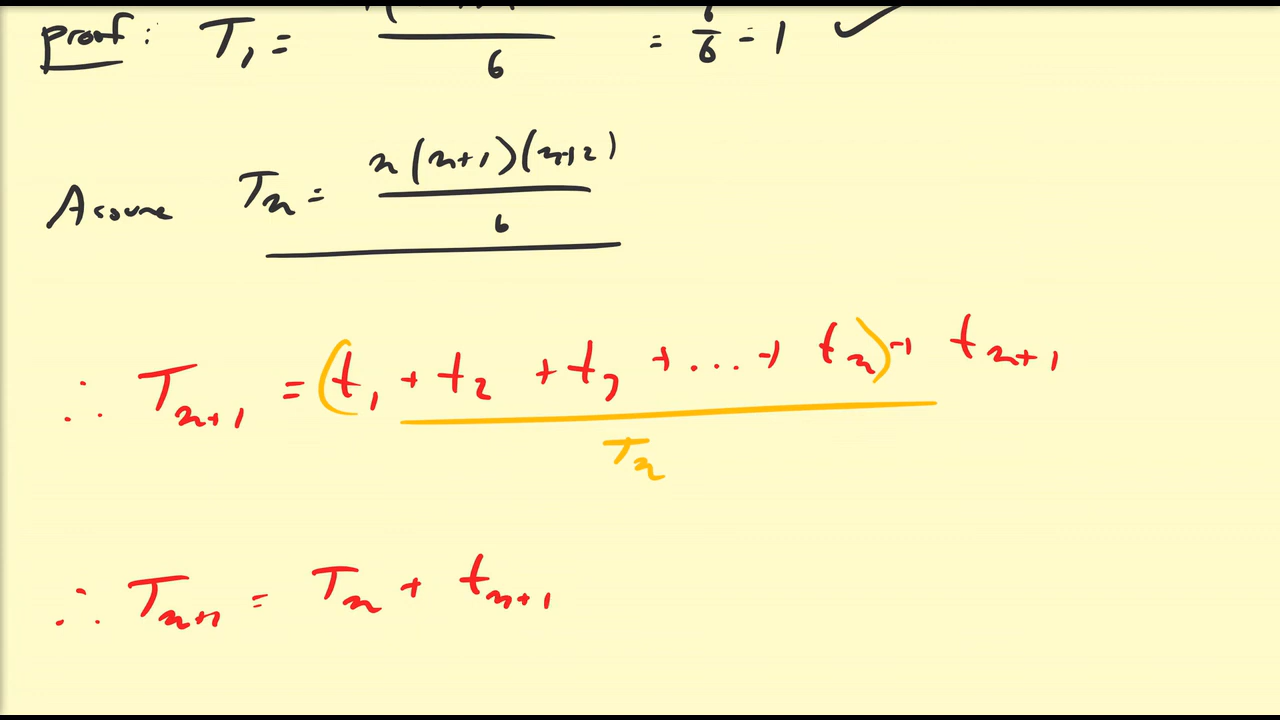 proof: T₁ = ——— / 6 = 6/6 = 1 ✓
Assume Tₙ = n(n+1)(n+2) / 6
∴ Tₙ₊₁ = (t₁ + t₂ + t₃ + ... + tₙ) + tₙ₊₁
Tₙ
∴ Tₙ₊₁ = Tₙ + tₙ₊₁